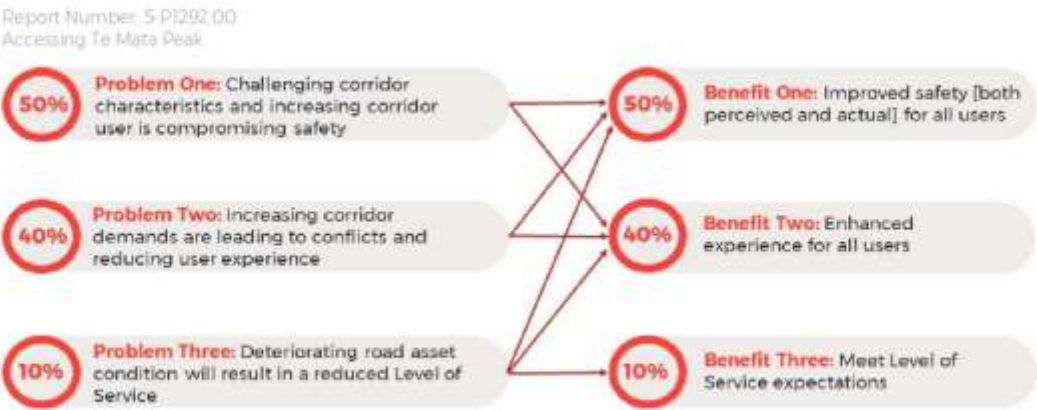 Report Number: 5-P1292.00
Accessing Te Mata Peak
50%
Problem One: Challenging corridor
characteristics and increasing corridor
user is compromising safety
50%
Benefit One: Improved safety [both
perceived and actual] for all users
40%
Problem Two: Increasing corridor
demands are leading to conflicts and
reducing user experience
40%
Benefit Two: Enhanced
experience for all users
10%
Problem Three: Deteriorating road asset
condition will result in a reduced Level of
Service
10%
Benefit Three: Meet Level of
Service expectations